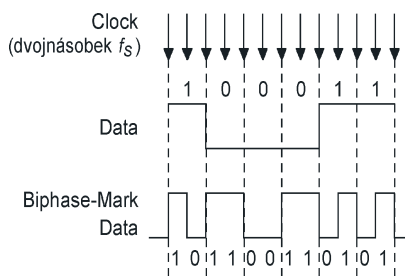 Clock
(dvojnásobek fS)
1 0 0 0 1 1
Data
Biphase-Mark
Data
1 0 1 1 0 0 1 1 0 1 0 1